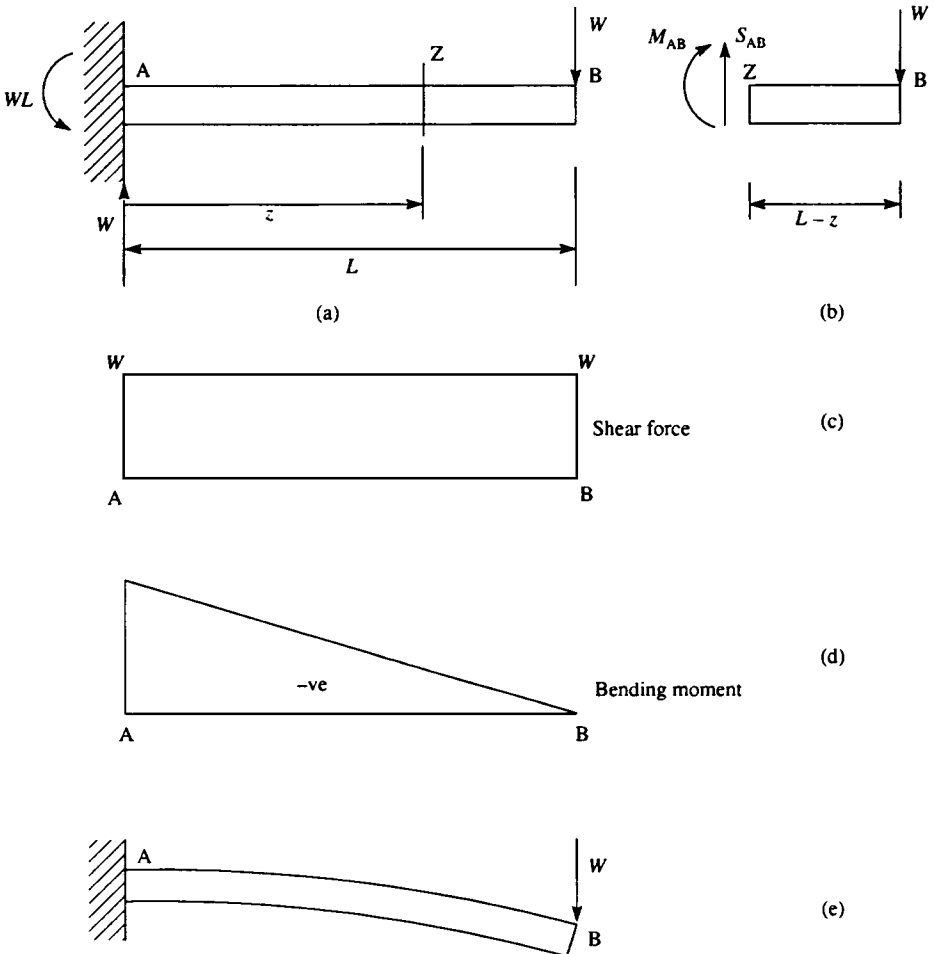 W
W
A
Z
B
WL
W
z
L
(a)
M_AB
S_AB
Z
B
L – z
(b)
W
W
Shear force
(c)
A
B
–ve
Bending moment
(d)
A
B
A
W
B
(e)